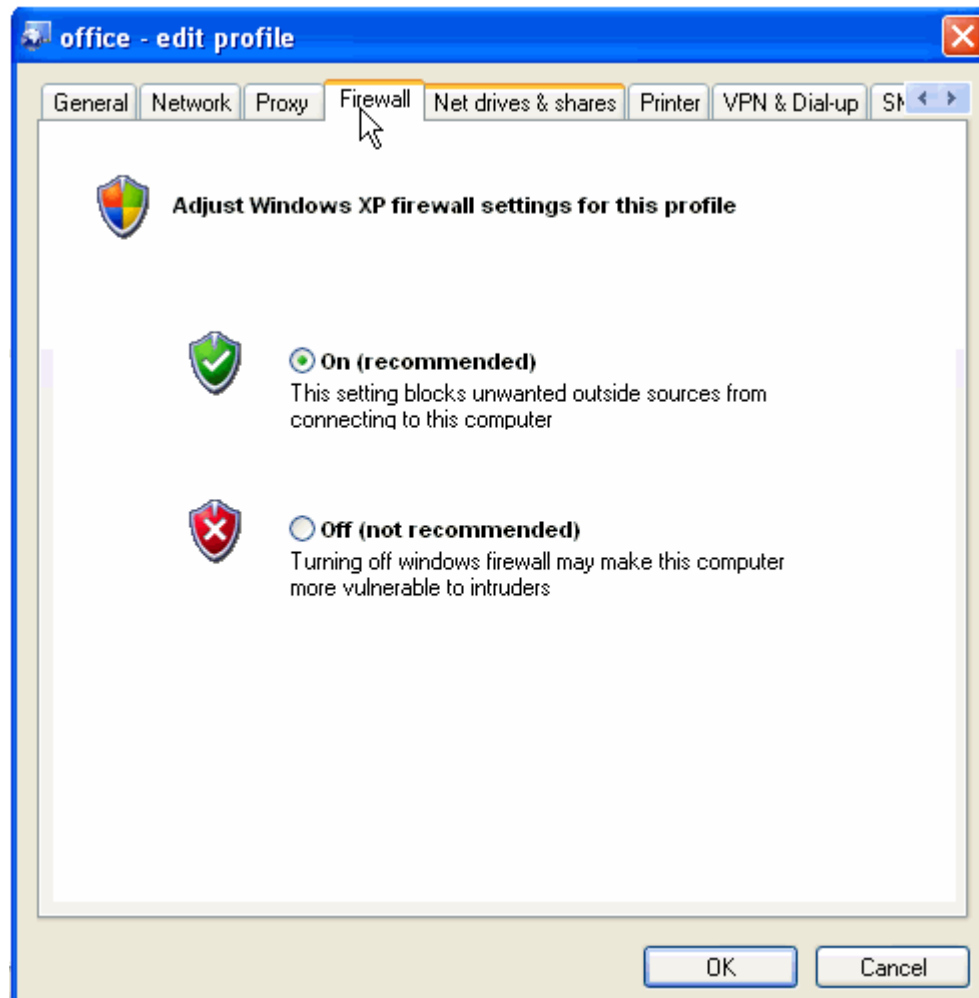 office - edit profile
General Network Proxy Firewall Net drives & shares Printer VPN & Dial-up
Adjust Windows XP firewall settings for this profile
On (recommended)
This setting blocks unwanted outside sources from
connecting to this computer
Off (not recommended)
Turning off windows firewall may make this computer
more vulnerable to intruders
OK Cancel